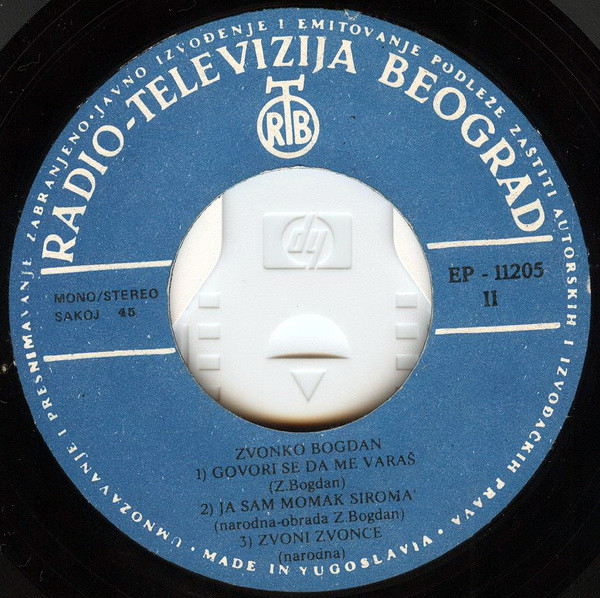 UMNOŽAVANJE I PRESNIMAVANJE ZABRANJENO · JAVNO IZVOĐENJE I EMITOVANJE PODLEŽE ZAŠTITI AUTORSKIH I IZVOĐAČKIH PRAVA ·
RADIO-TELEVIZIJA BEOGRAD
RTB
hp
MONO/STEREO
SAKOJ 45
EP - 11205
II
ZVONKO BOGDAN
1) GOVORI SE DA ME VARAŠ
(Z.Bogdan)
2) JA SAM MOMAK SIROMA'
(narodna-obrada Z.Bogdan)
3) ZVONI ZVONCE
(narodna)
MADE IN YUGOSLAVIA ·